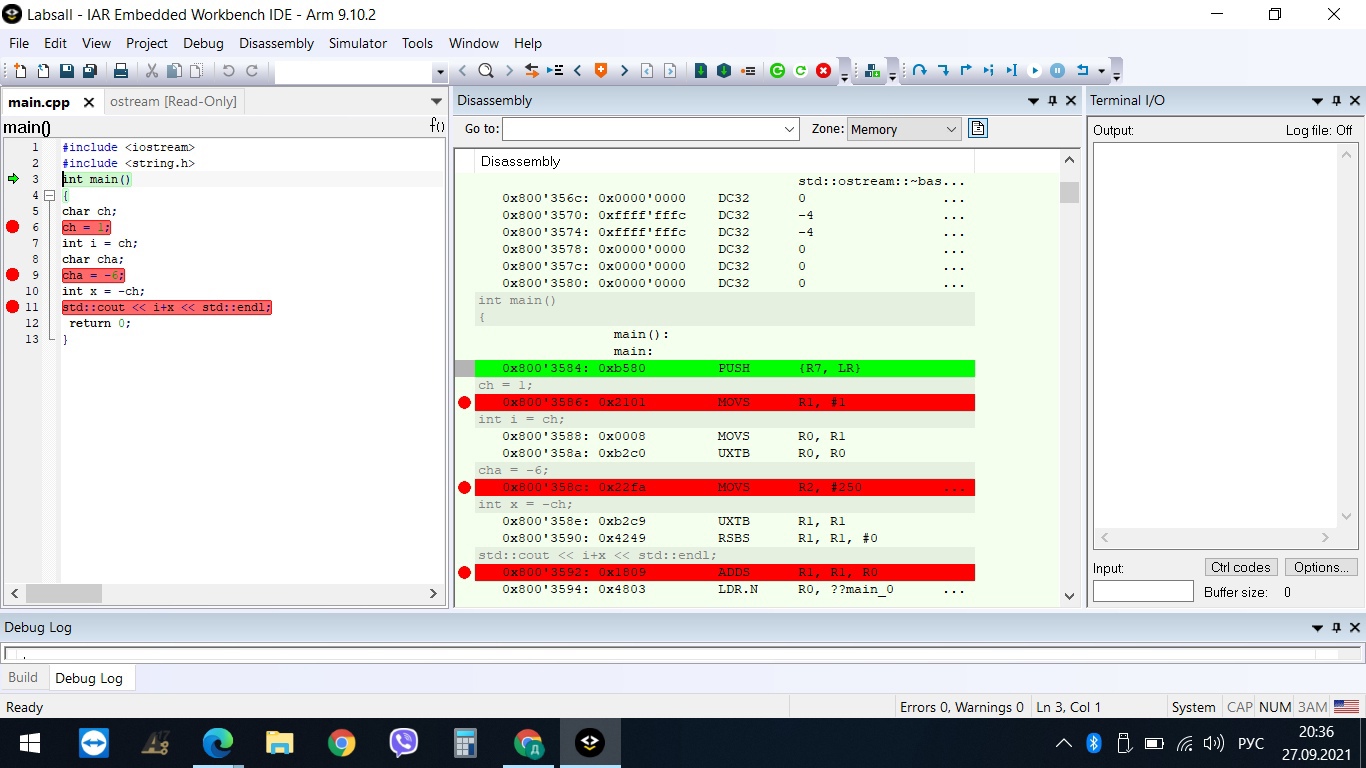 Labsall - IAR Embedded Workbench IDE - Arm 9.10.2
File Edit View Project Debug Disassembly Simulator Tools Window Help
main.cpp ostream [Read-Only]
main() f()
1 #include <iostream>
2 #include <string.h>
3 int main()
4 {
5 char ch;
6 ch = 1;
7 int i = ch;
8 char cha;
9 cha = -6;
10 int x = -ch;
11 std::cout << i+x << std::endl;
12 return 0;
13 }
Disassembly
Go to: Zone: Memory
Disassembly
std::ostream::~bas...
0x800'356c: 0x0000'0000 DC32 0 ...
0x800'3570: 0xffff'fffc DC32 -4 ...
0x800'3574: 0xffff'fffc DC32 -4 ...
0x800'3578: 0x0000'0000 DC32 0 ...
0x800'357c: 0x0000'0000 DC32 0 ...
0x800'3580: 0x0000'0000 DC32 0 ...
int main()
{
main():
main:
0x800'3584: 0xb580 PUSH {R7, LR}
ch = 1;
0x800'3586: 0x2101 MOVS R1, #1
int i = ch;
0x800'3588: 0x0008 MOVS R0, R1
0x800'358a: 0xb2c0 UXTB R0, R0
cha = -6;
0x800'358c: 0x22fa MOVS R2, #250 ...
int x = -ch;
0x800'358e: 0xb2c9 UXTB R1, R1
0x800'3590: 0x4249 RSBS R1, R1, #0
std::cout << i+x << std::endl;
0x800'3592: 0x1809 ADDS R1, R1, R0
0x800'3594: 0x4803 LDR.N R0, ??main_0 ...
Terminal I/O
Output: Log file: Off
Input: Ctrl codes Options...
Buffer size: 0
Debug Log
Build Debug Log
Ready Errors 0, Warnings 0 Ln 3, Col 1 System CAP NUM ЗАМ
20:36
РУС
27.09.2021